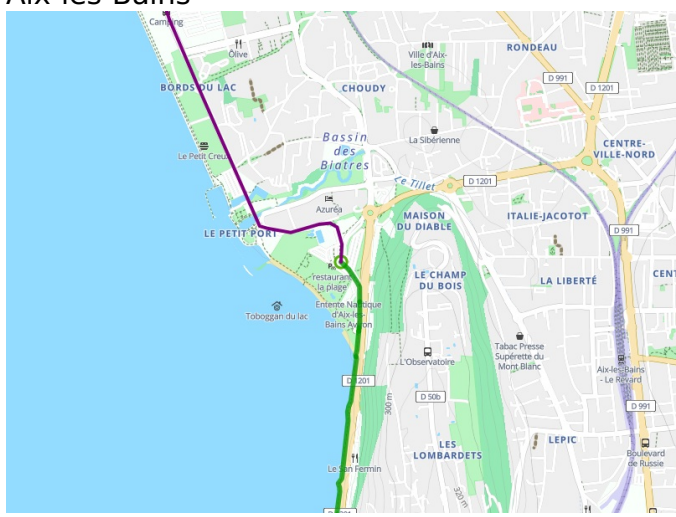 Aix-les-Bains
Camping
Olive
Ville d'Aix-
les-Bains
RONDEAU
D 991
D 1201
BORDS DU LAC
CHOUDY
Bassin
des
Biatres
La Sibérienne
CENTRE-
VILLE-NORD
Le Petit Creux
Le Tillet
D 1201
Azuréa
MAISON
DU DIABLE
ITALIE-JACOTOT
LE PETIT PORT
D 991
restaurant
la plage
LE CHAMP
DU BOIS
LA LIBERTÉ
CENT
Entente Nautique
d'Aix-les-
Bains Aviron
Toboggan du lac
Tabac Presse
Supérette du
Mont Blanc
L'Observatoire
Aix-les-Bains
- Le Revard
D 1201
D 50b
300 m
D 991
LES
LOMBARDETS
LEPIC
Boulevard
de Russie
Le San Fermin
320 m
D 1201